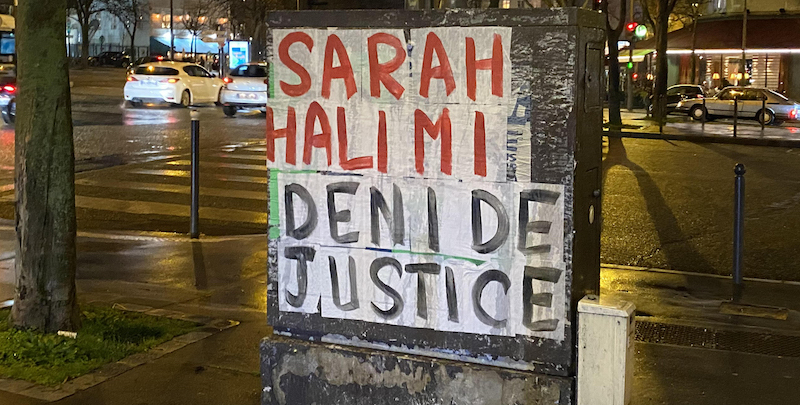 SARAH
HALIMI
DENI DE
JUSTICE